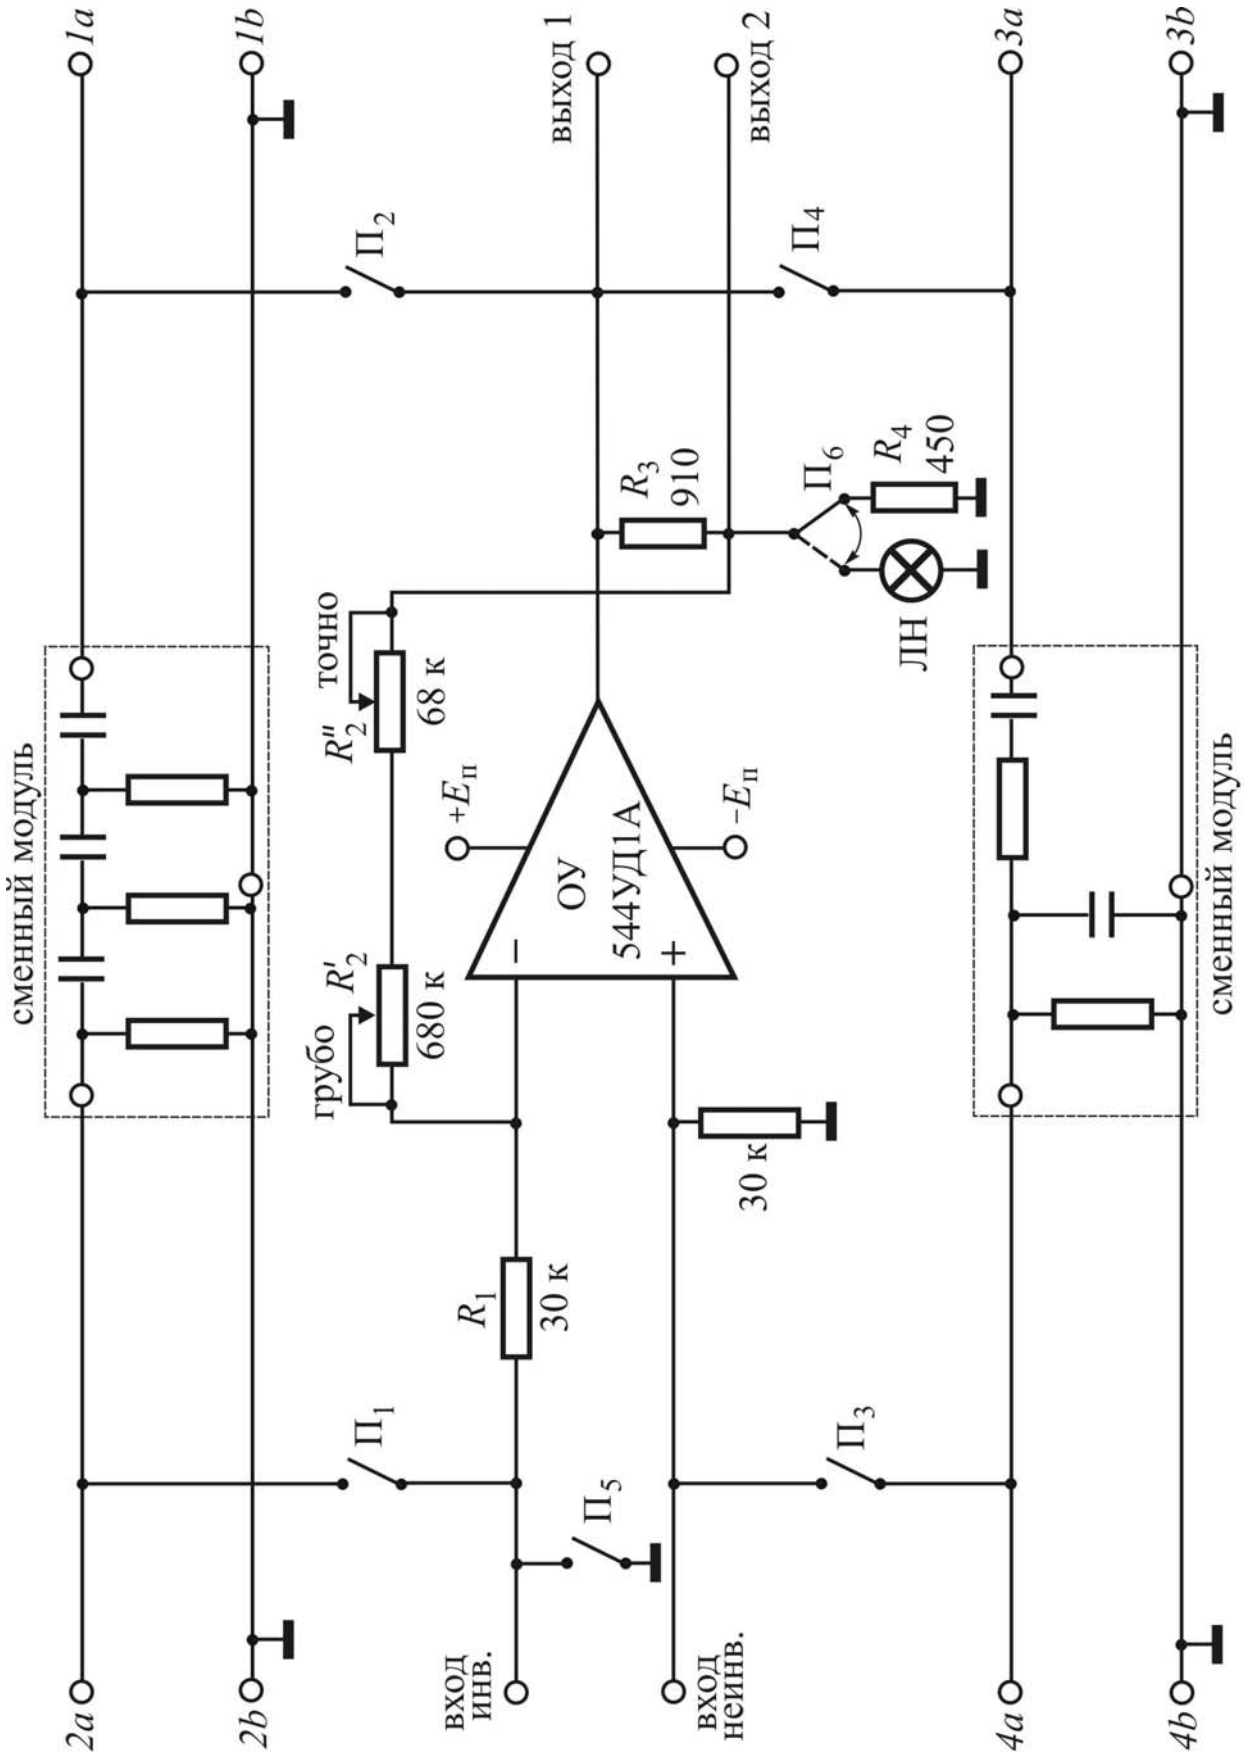 1a
1b
выход 1
выход 2
3a
3b
П₂
П₄
R₃
910
П₆
R₄
450
ЛН
точно
R₂″
68 к
сменный модуль
+Eп
−Eп
ОУ
544УД1А
−
+
грубо
R₂′
680 к
сменный модуль
30 к
R₁
30 к
П₁
П₃
П₅
вход
инв.
вход
неинв.
2a
2b
4a
4b